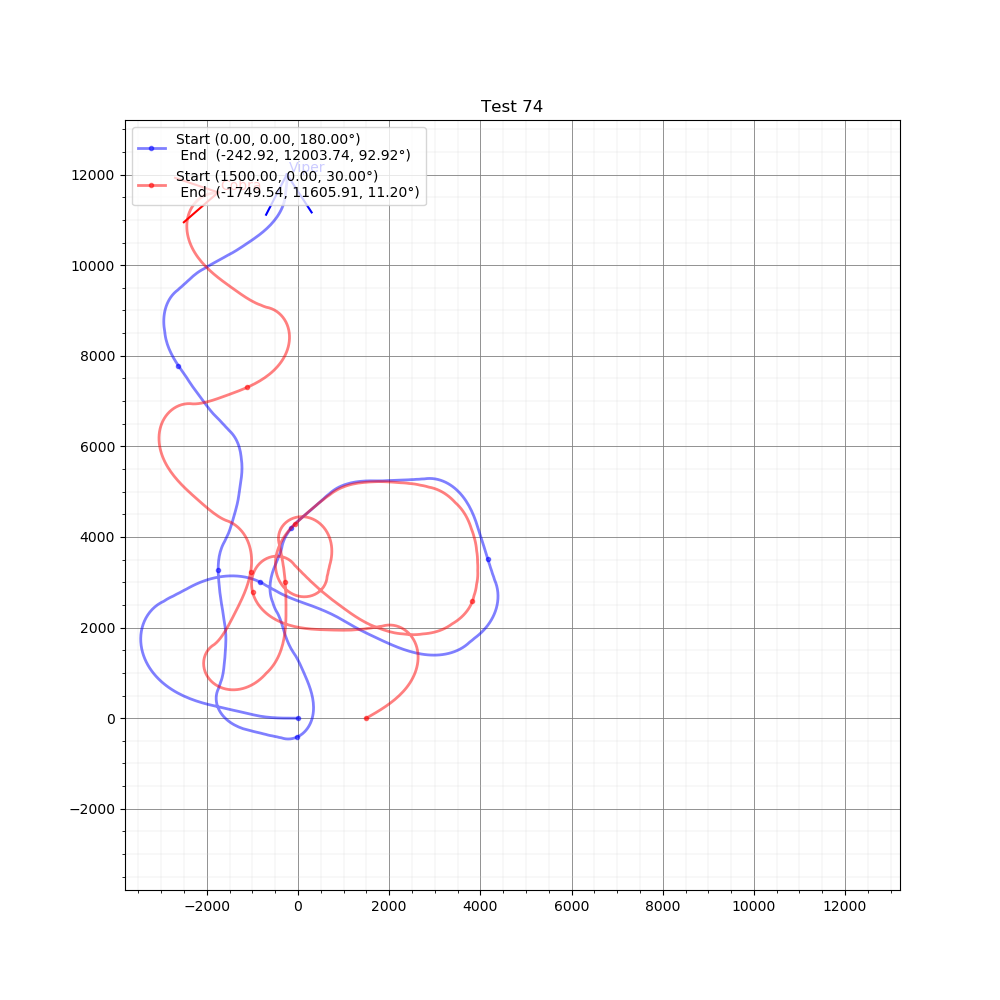 Test 74
Start (0.00, 0.00, 180.00°)
End (-242.92, 12003.74, 92.92°)
Viper
Start (1500.00, 0.00, 30.00°)
End (-1749.54, 11605.91, 11.20°)
12000
10000
8000
6000
4000
2000
0
−2000
−2000 0 2000 4000 6000 8000 10000 12000